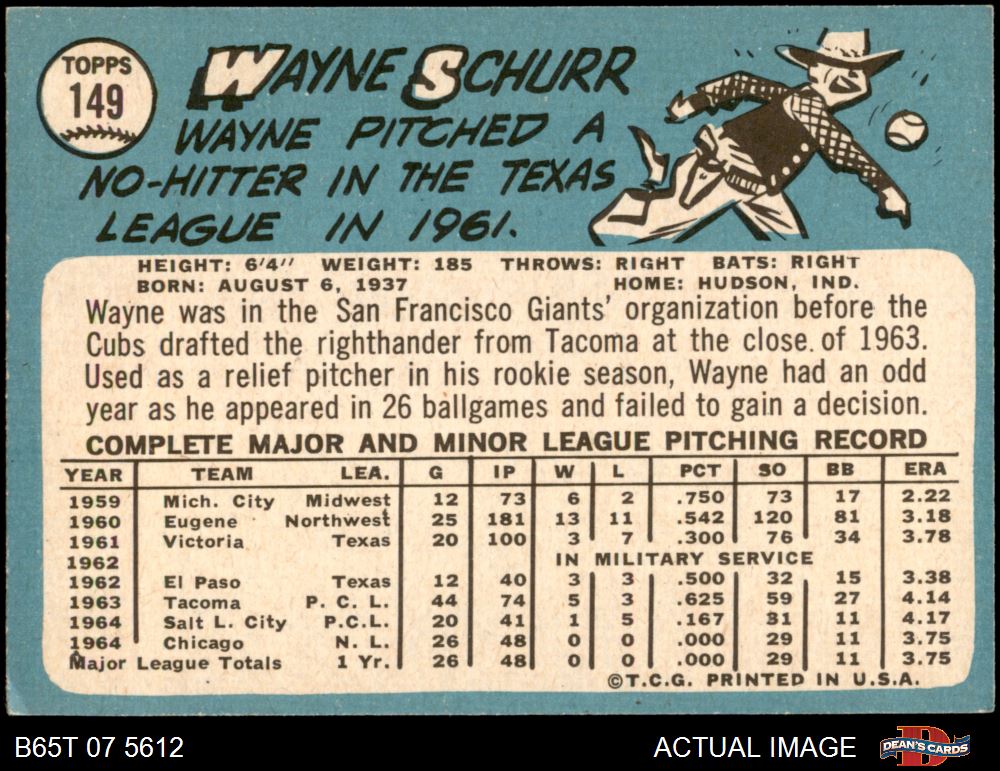 TOPPS
149
WAYNE SCHURR
WAYNE PITCHED A
NO-HITTER IN THE TEXAS
LEAGUE IN 1961.
HEIGHT: 6'4" WEIGHT: 185 THROWS: RIGHT BATS: RIGHT
BORN: AUGUST 6, 1937 HOME: HUDSON, IND.
Wayne was in the San Francisco Giants' organization before the
Cubs drafted the righthander from Tacoma at the close of 1963.
Used as a relief pitcher in his rookie season, Wayne had an odd
year as he appeared in 26 ballgames and failed to gain a decision.
COMPLETE MAJOR AND MINOR LEAGUE PITCHING RECORD
YEAR TEAM LEA. G IP W L PCT SO BB ERA
1959 Mich. City Midwest 12 73 6 2 .750 73 17 2.22
1960 Eugene Northwest 25 181 13 11 .542 120 81 3.18
1961 Victoria Texas 20 100 3 7 .300 76 34 3.78
1962 IN MILITARY SERVICE
1962 El Paso Texas 12 40 3 3 .500 32 15 3.38
1963 Tacoma P. C. L. 44 74 5 3 .625 59 27 4.14
1964 Salt L. City P.C.L. 20 41 1 5 .167 31 11 4.17
1964 Chicago N. L. 26 48 0 0 .000 29 11 3.75
Major League Totals 1 Yr. 26 48 0 0 .000 29 11 3.75
©T.C.G. PRINTED IN U.S.A.
B65T 07 5612 ACTUAL IMAGE DEAN'S CARDS